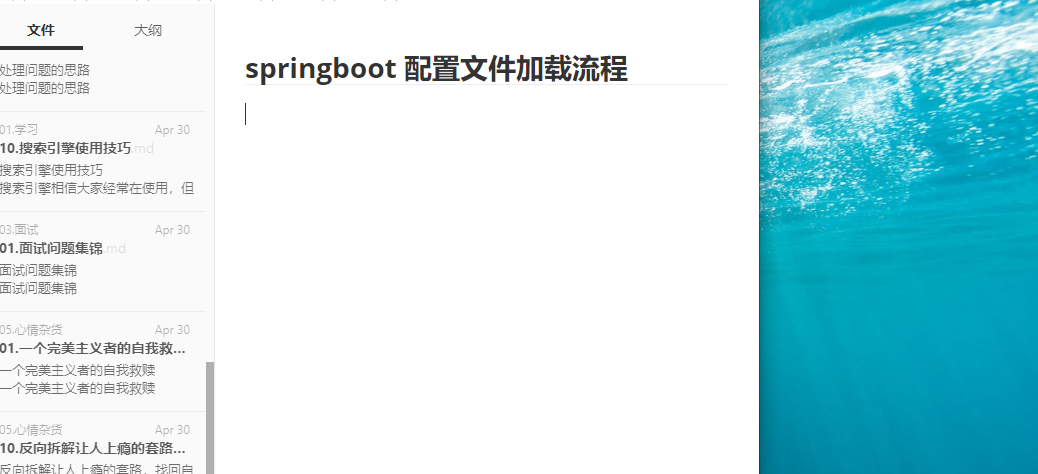 文件
大纲
处理问题的思路
处理问题的思路
01.学习 Apr 30
10.搜索引擎使用技巧.md
搜索引擎使用技巧
搜索引擎相信大家经常在使用，但
03.面试 Apr 30
01.面试问题集锦.md
面试问题集锦
面试问题集锦
05.心情杂货 Apr 30
01.一个完美主义者的自我救...
一个完美主义者的自我救赎
一个完美主义者的自我救赎
05.心情杂货 Apr 30
10.反向拆解让人上瘾的套路...
反向拆解让人上瘾的套路，找回自
springboot 配置文件加载流程